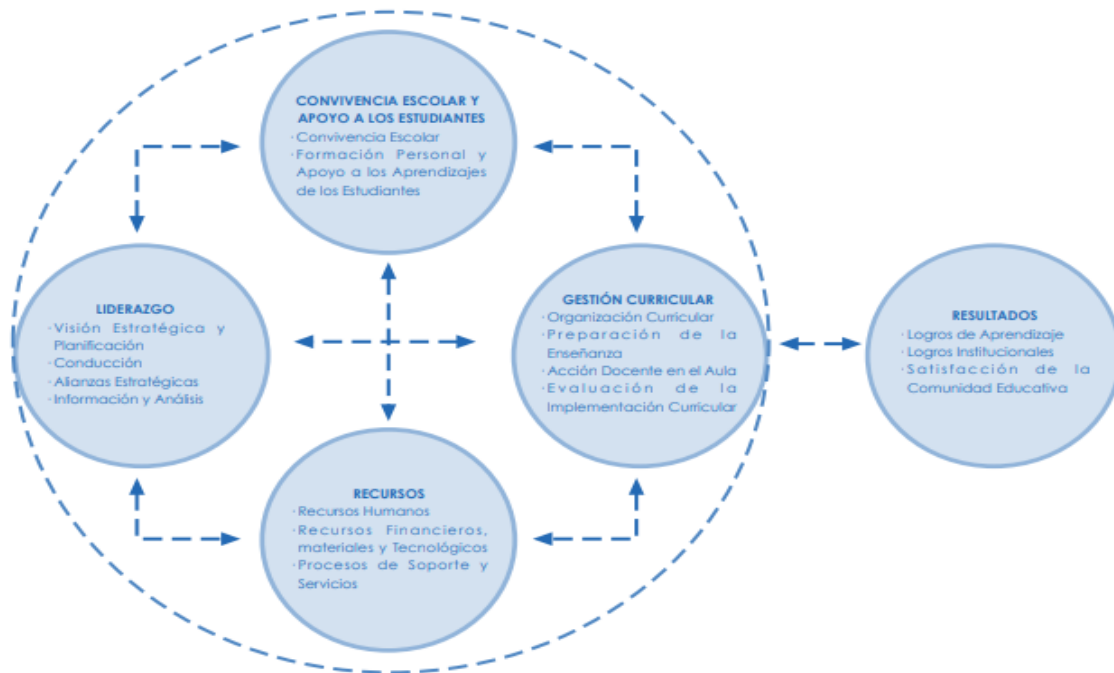 CONVIVENCIA ESCOLAR Y
APOYO A LOS ESTUDIANTES
·Convivencia Escolar
·Formación Personal y
Apoyo a los Aprendizajes
de los Estudiantes
LIDERAZGO
·Visión Estratégica y
Planificación
·Conducción
·Alianzas Estratégicas
·Información y Análisis
GESTIÓN CURRICULAR
·Organización Curricular
·Preparación de la
Enseñanza
·Acción Docente en el Aula
·Evaluación de la
Implementación Curricular
RESULTADOS
·Logros de Aprendizaje
·Logros Institucionales
·Satisfacción de la
Comunidad Educativa
RECURSOS
·Recursos Humanos
·Recursos Financieros,
materiales y Tecnológicos
·Procesos de Soporte y
Servicios